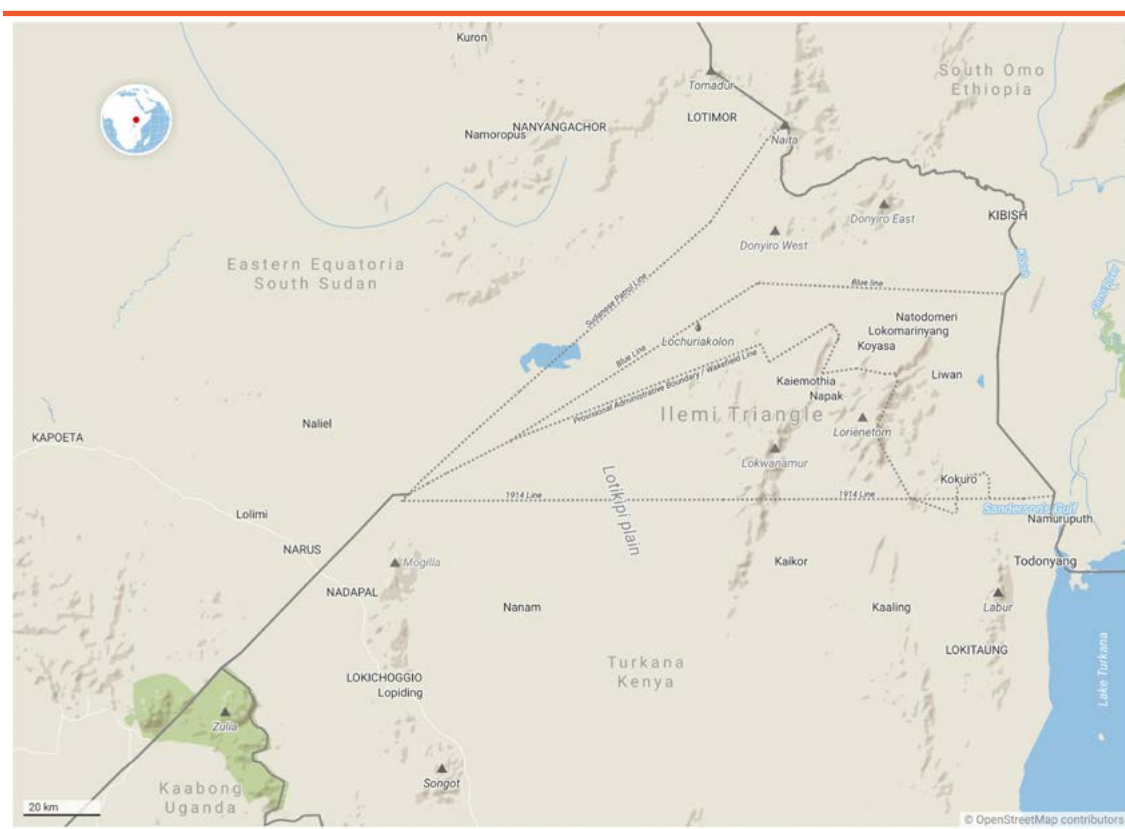 Kuron
South Omo
Ethiopia
Tomadur
LOTIMOR
NANYANGACHOR
Namoropus
Naita
Donyiro East
KIBISH
Donyiro West
Kibish
Eastern Equatoria
South Sudan
Omo River
Sudanese Patrol Line
Blue line
Natodomeri
Lokomarinyang
Lochuriakolon
Koyasa
Blue Line
Provisional Administrative Boundary / Wakefield Line
Kaiemothia
Liwan
Napak
Ilemi Triangle
Naliel
Lorienetom
KAPOETA
Lokwanamur
Lotikipi plain
Kokuro
1914 Line
1914 Line
Sanderson's Gulf
Lolimi
Namuruputh
NARUS
Mogilla
Kaikor
Todonyang
NADAPAL
Nanam
Kaaling
Labur
LOKITAUNG
Turkana
Kenya
Lake Turkana
LOKICHOGGIO
Lopiding
Zulia
Songot
Kaabong
Uganda
20 km
© OpenStreetMap contributors